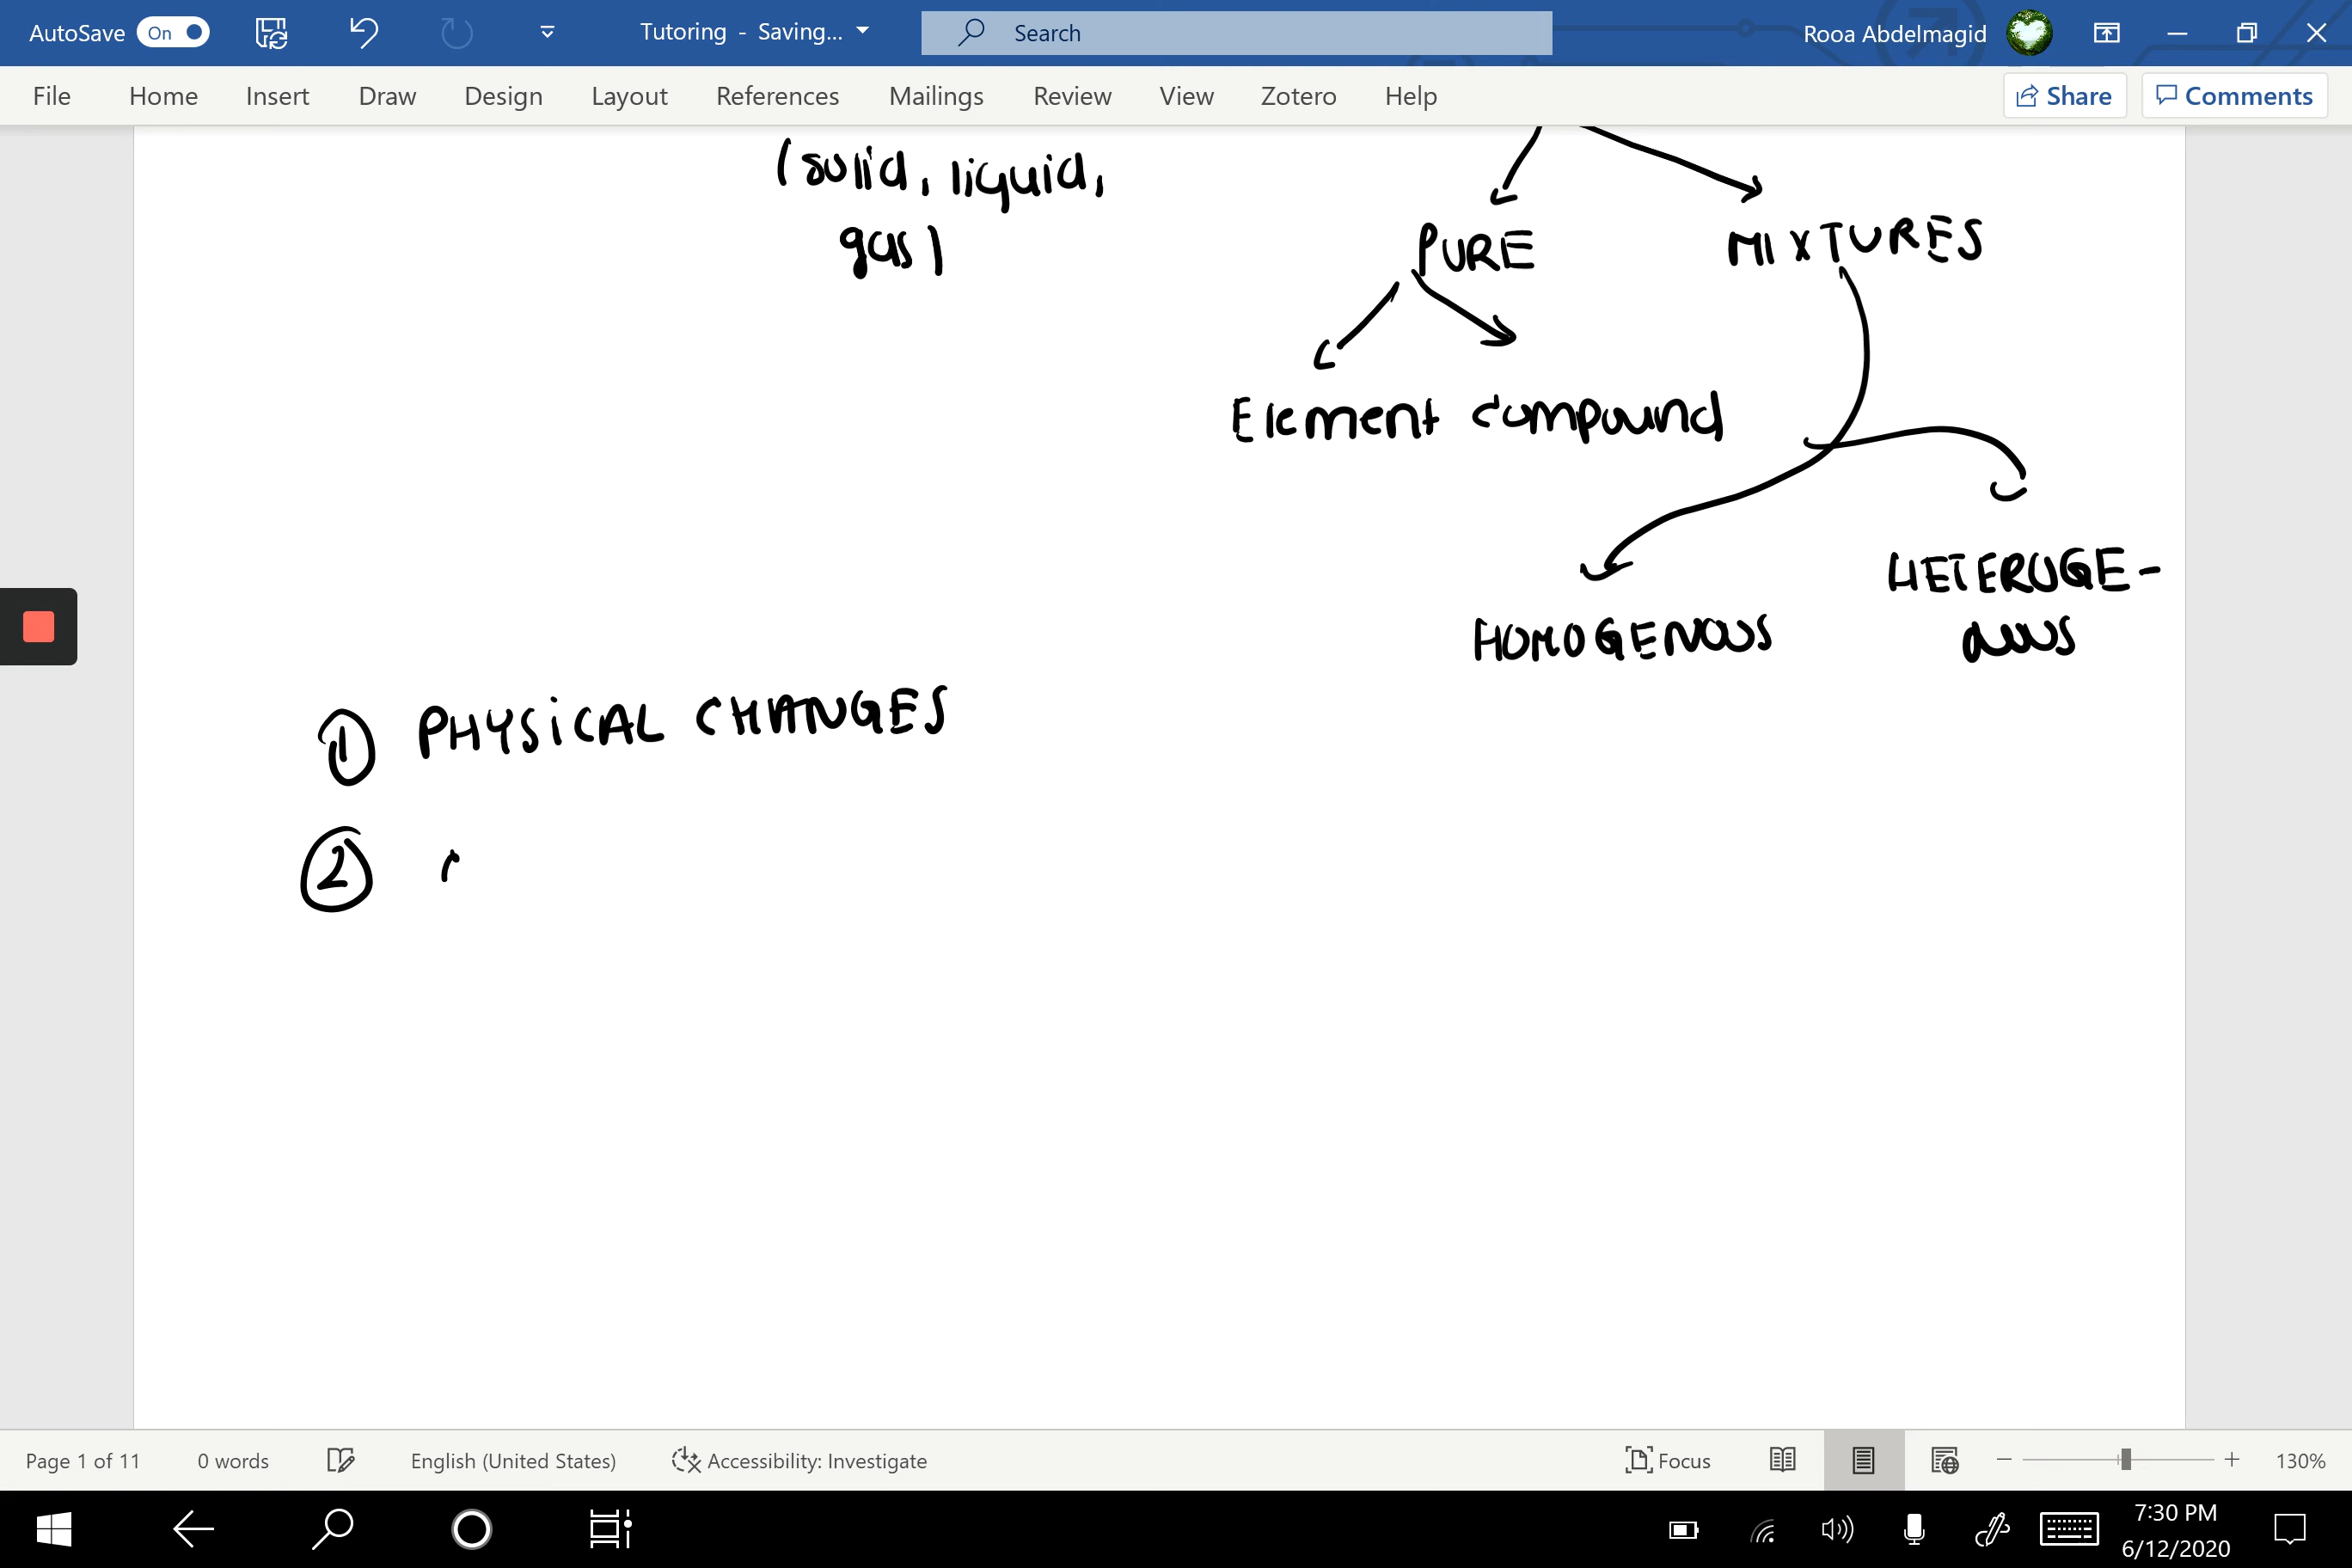 AutoSave On Tutoring - Saving... Search Rooa Abdelmagid
File Home Insert Draw Design Layout References Mailings Review View Zotero Help Share Comments
(solid, liquid,
gas)
PURE MIXTURES
Element compound
HETEROGE-
HOMOGENOUS
1 PHYSICAL CHANGES
2
Page 1 of 11 0 words English (United States) Accessibility: Investigate Focus 130%
7:30 PM
6/12/2020